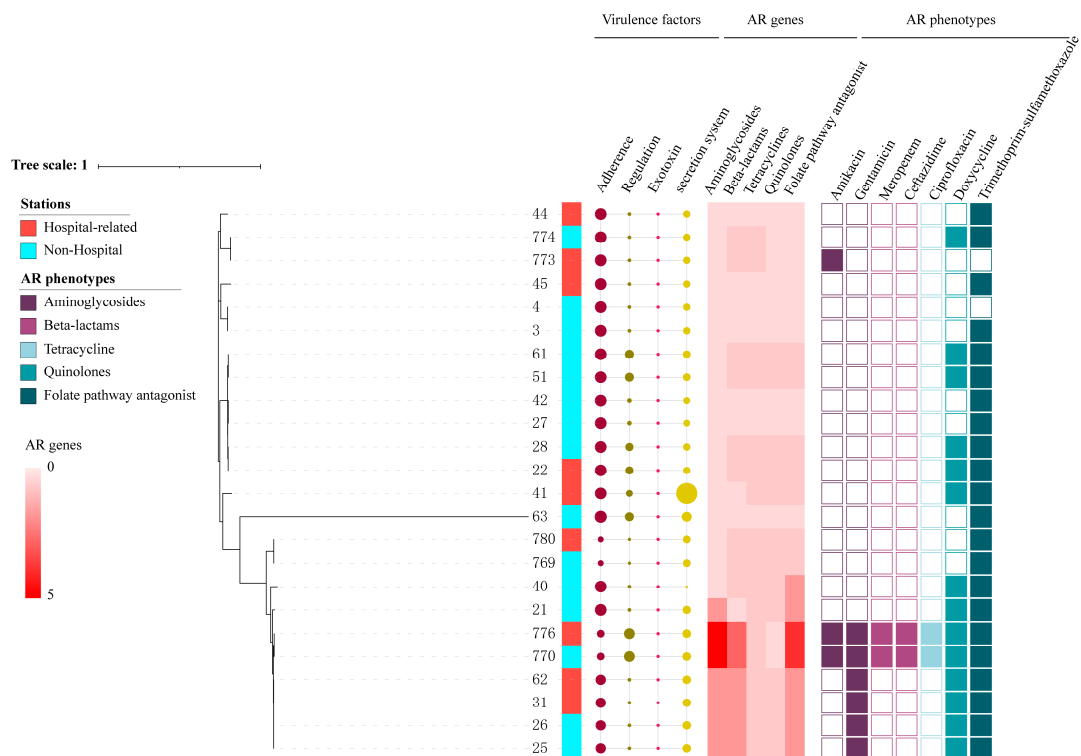 Virulence factors AR genes AR phenotypes
Adherence
Regulation
Exotoxin
secretion system
Aminoglycosides
Beta-lactams
Tetracyclines
Quinolones
Folate pathway antagonist
Amikacin
Gentamicin
Meropenem
Ceftazidime
Ciprofloxacin
Doxycycline
Trimethoprim-sulfamethoxazole
Tree scale: 1
Stations
Hospital-related
Non-Hospital
AR phenotypes
Aminoglycosides
Beta-lactams
Tetracycline
Quinolones
Folate pathway antagonist
AR genes
0
5
44
774
773
45
4
3
61
51
42
27
28
22
41
63
780
769
40
21
776
770
62
31
26
25